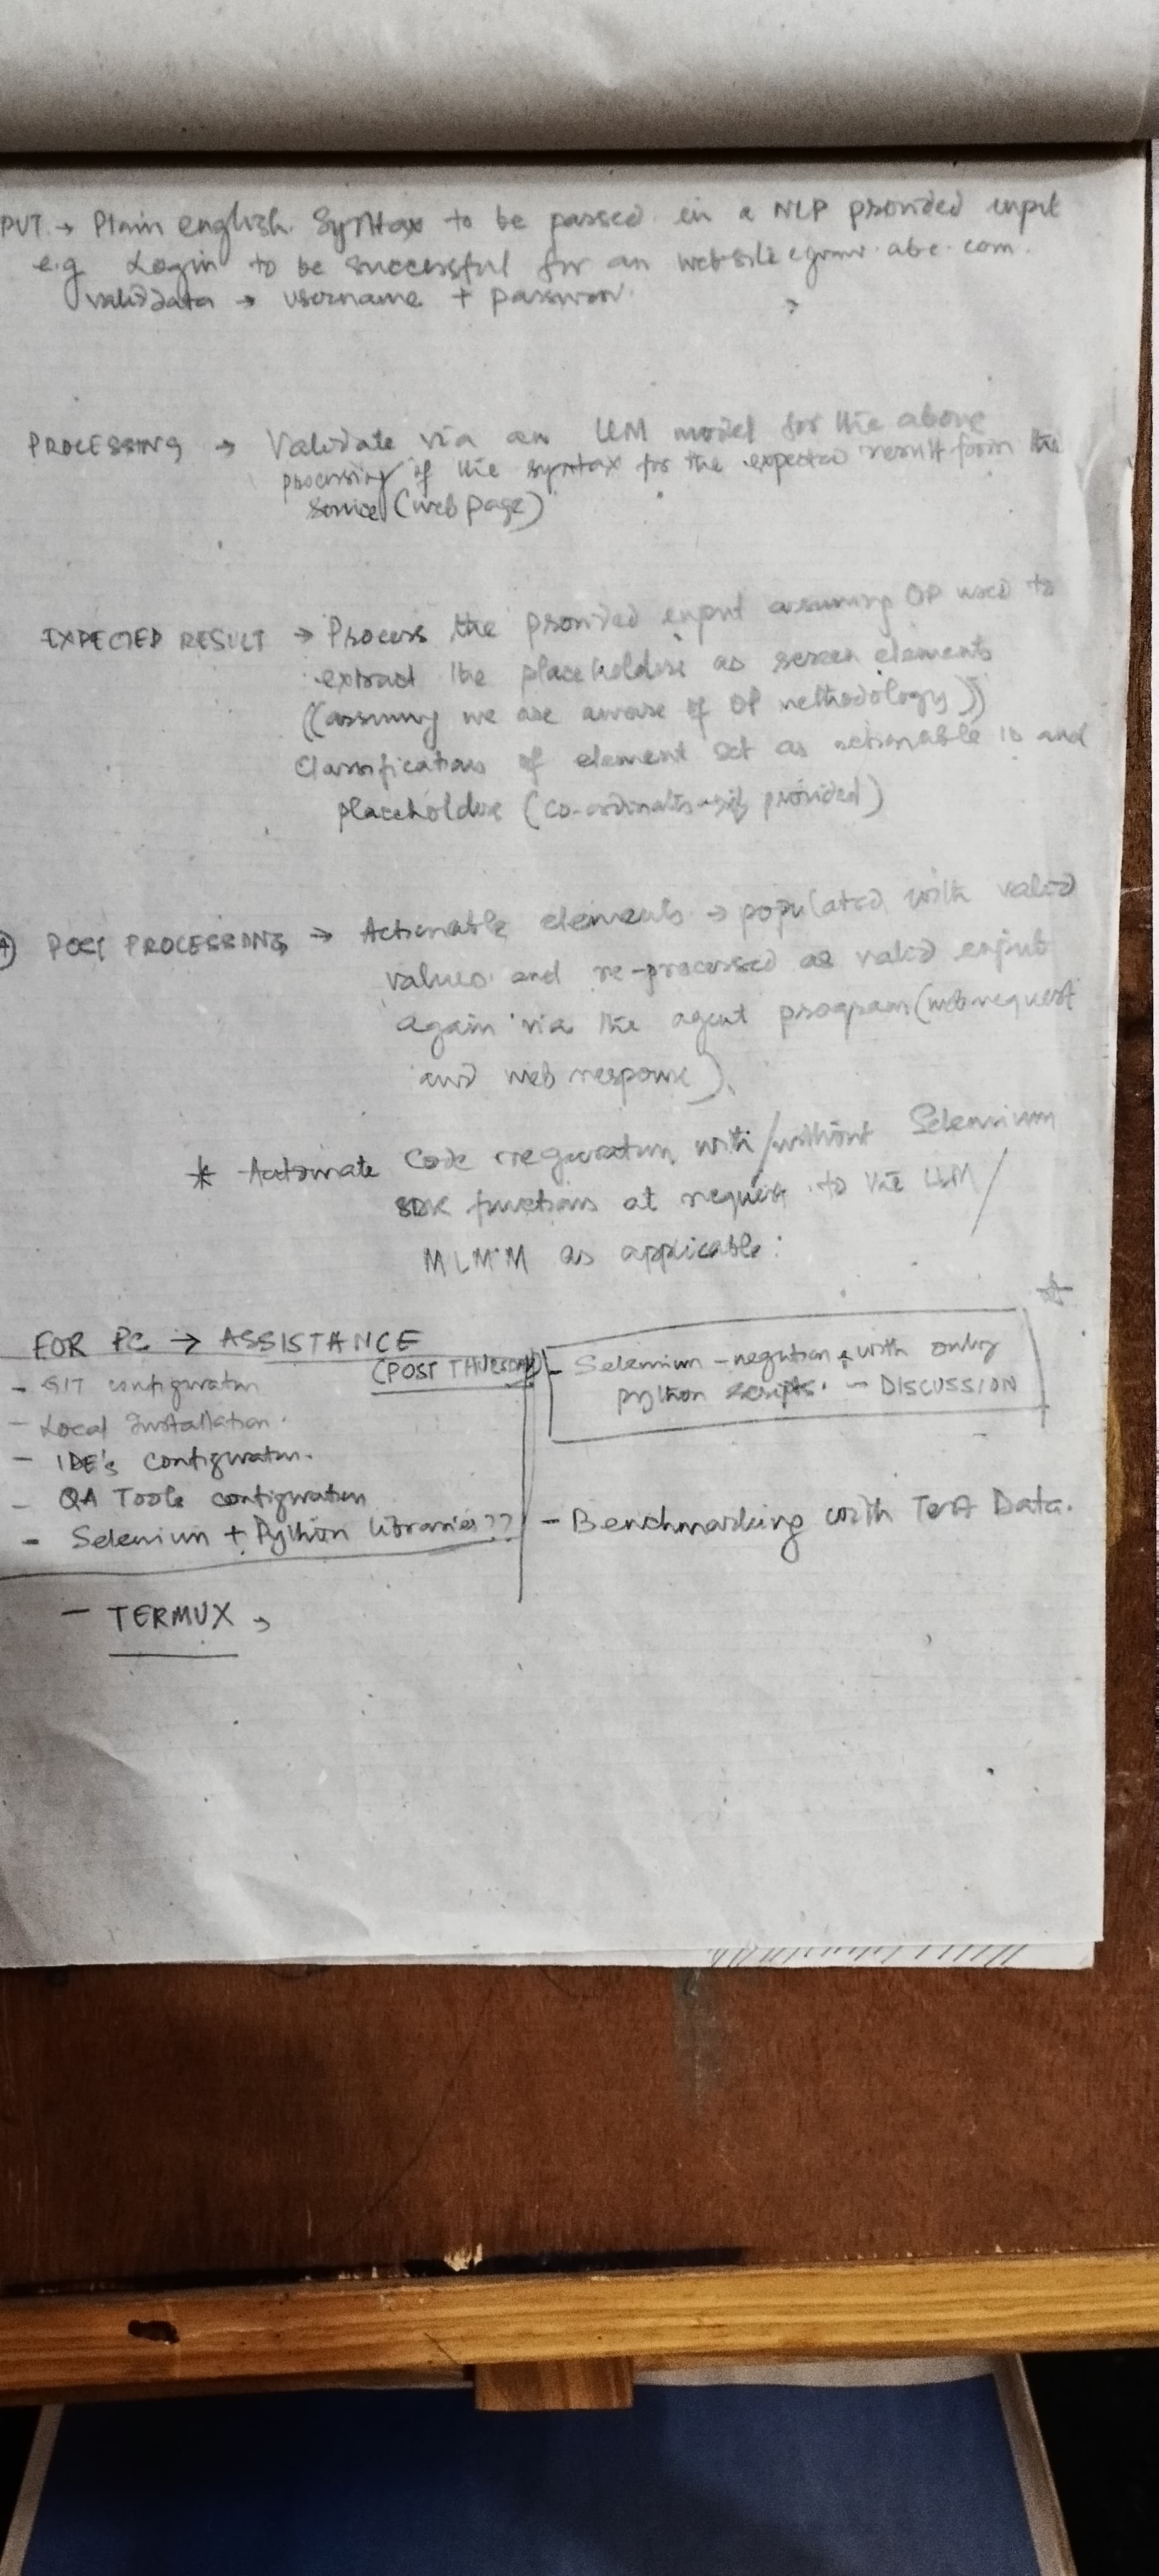 PUT → Plain english Syntax to be passed in a NLP provided input
e.g Login to be successful for an website eg www.abc.com.
valid data → username + password
PROCESSING → Validate via an LLM model for the above
processing of the syntax for the expected result form the
Service (web page)
EXPECTED RESULT → Process the provided input assuming OP used to
extract the placeholders as screen elements
((assuming we are aware of OP methodology))
Classifications of element set as actionable ID and
placeholders (co-ordinates - if provided)
POST PROCESSING → Actionable elements → populated with valid
values and re-processed as valid input
again via the agent program (web request
and web response).
* Automate Code with/without Selenium
SDK functions at request to the LLM /
MLMM as applicable:
FOR PC → ASSISTANCE
(POST THURSDAY)
- GIT configuration
- Local Installation.
- IDE's Configuration.
- QA Tools configuration
- Selenium + Python libraries??
- TERMUX →
- Selenium - with only
python scripts. - DISCUSSION
- Benchmarking with Test Data.